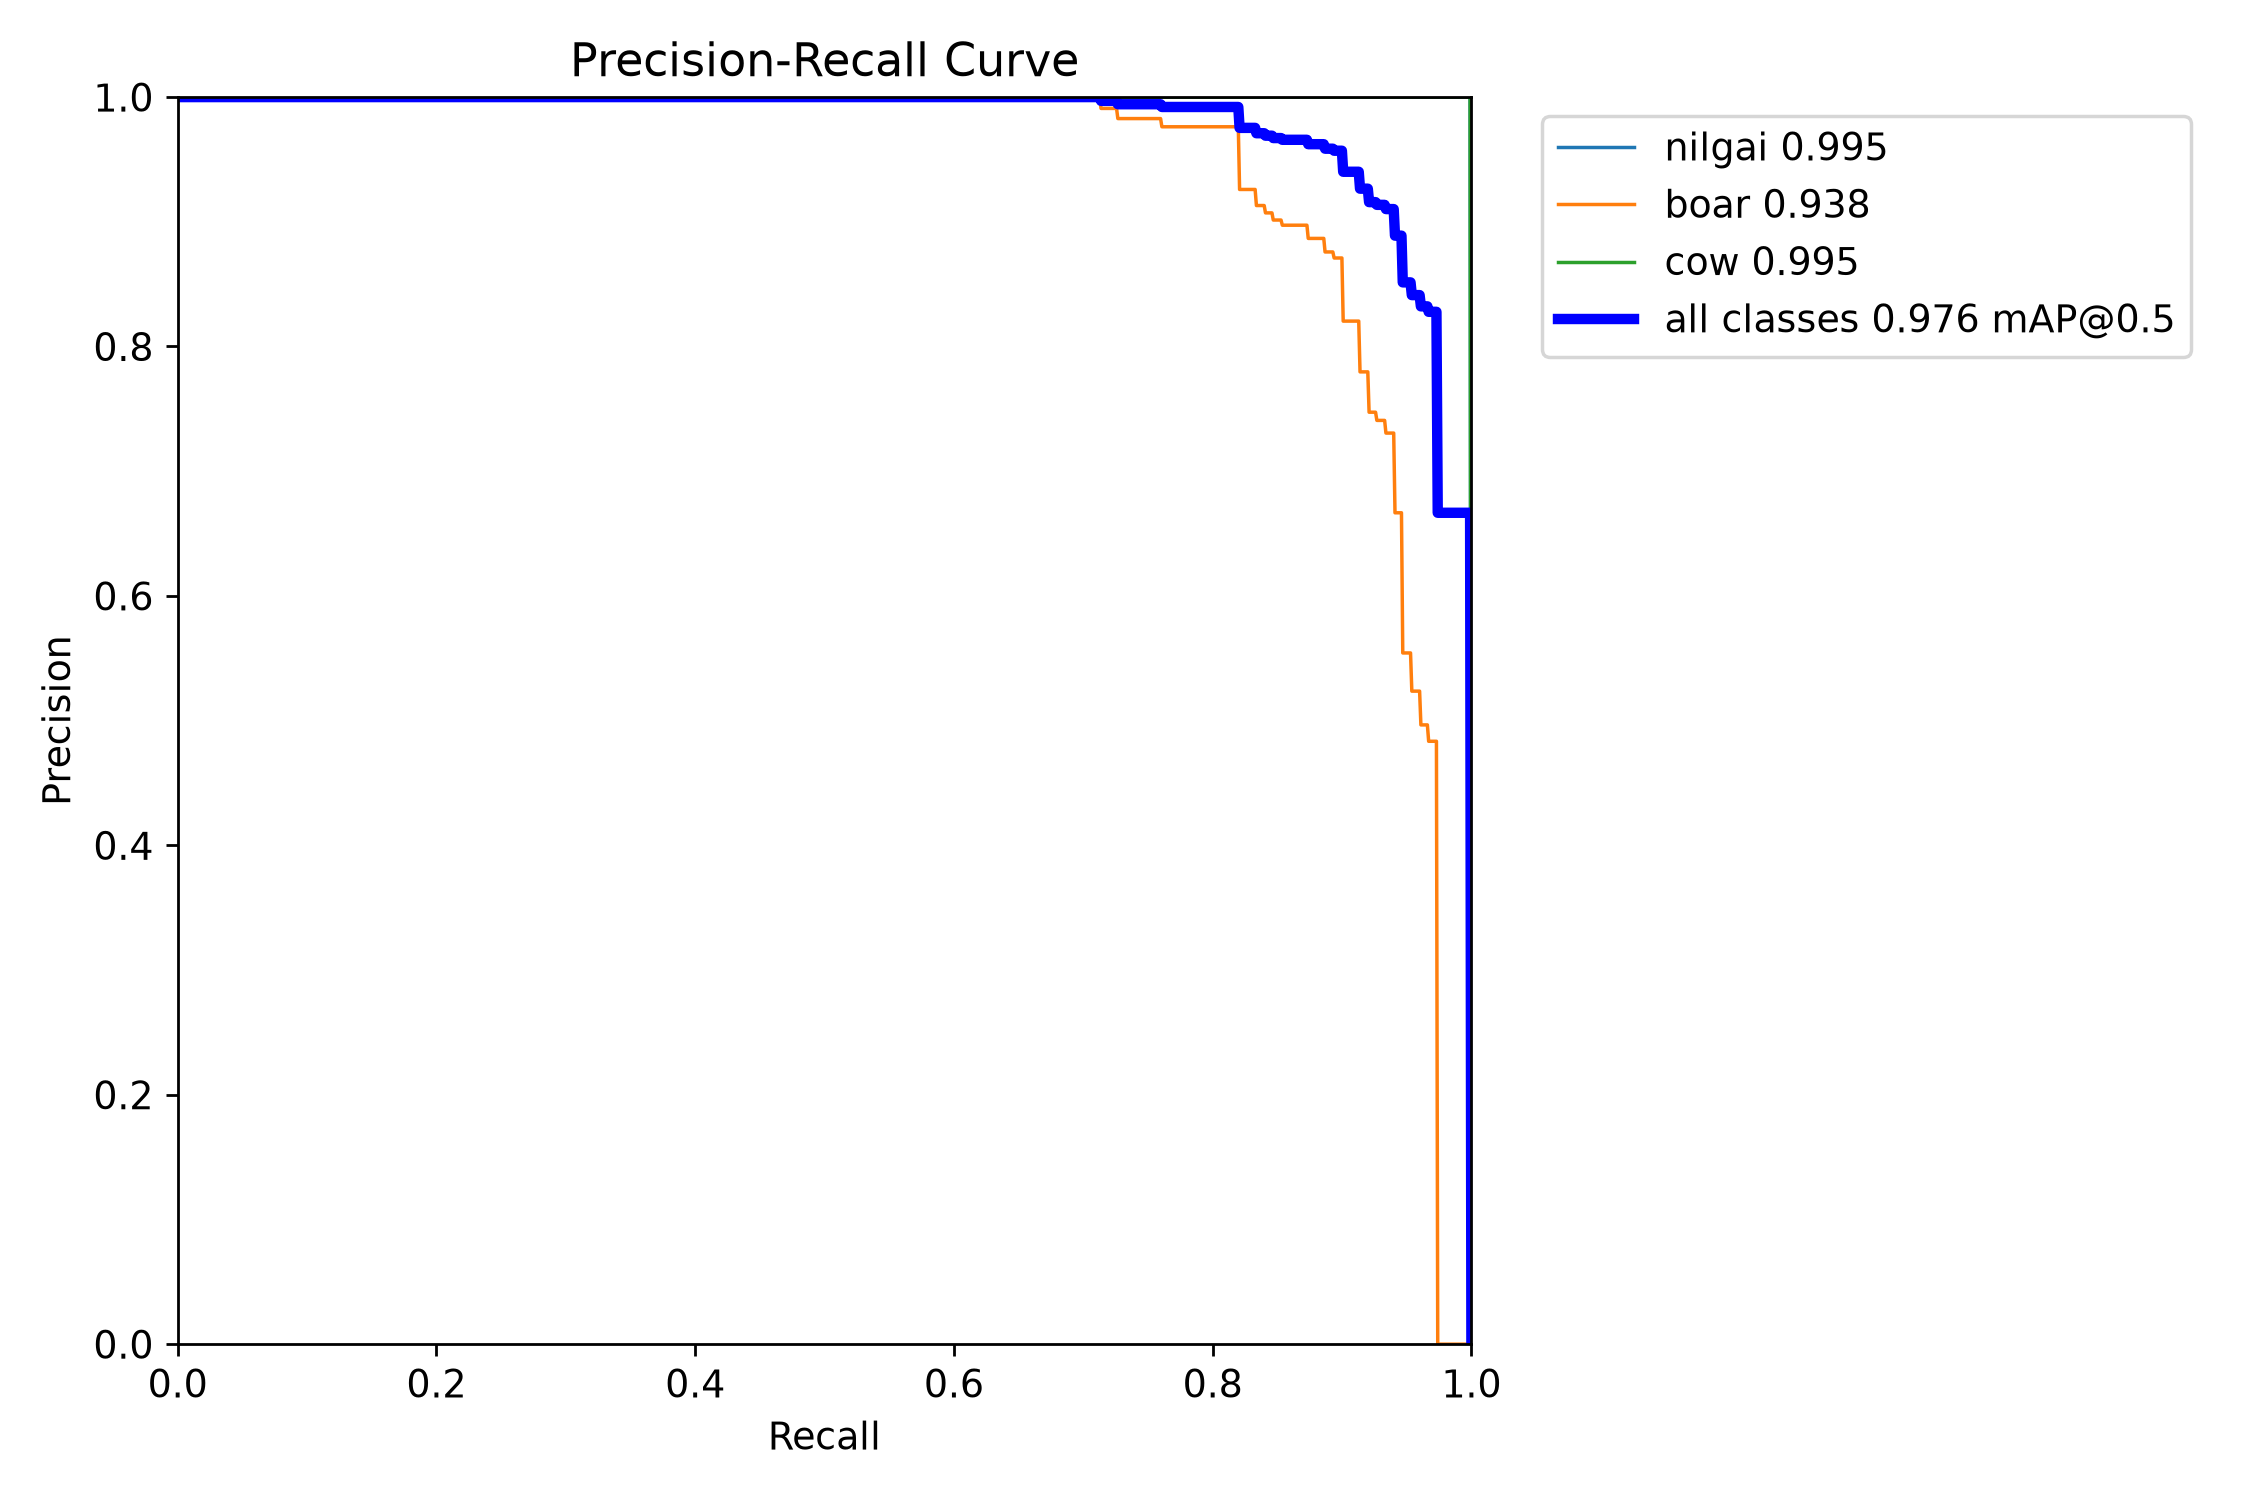 Precision-Recall Curve
1.0
0.8
0.6
0.4
0.2
0.0
Precision
0.0 0.2 0.4 0.6 0.8 1.0
Recall
nilgai 0.995
boar 0.938
cow 0.995
all classes 0.976 mAP@0.5